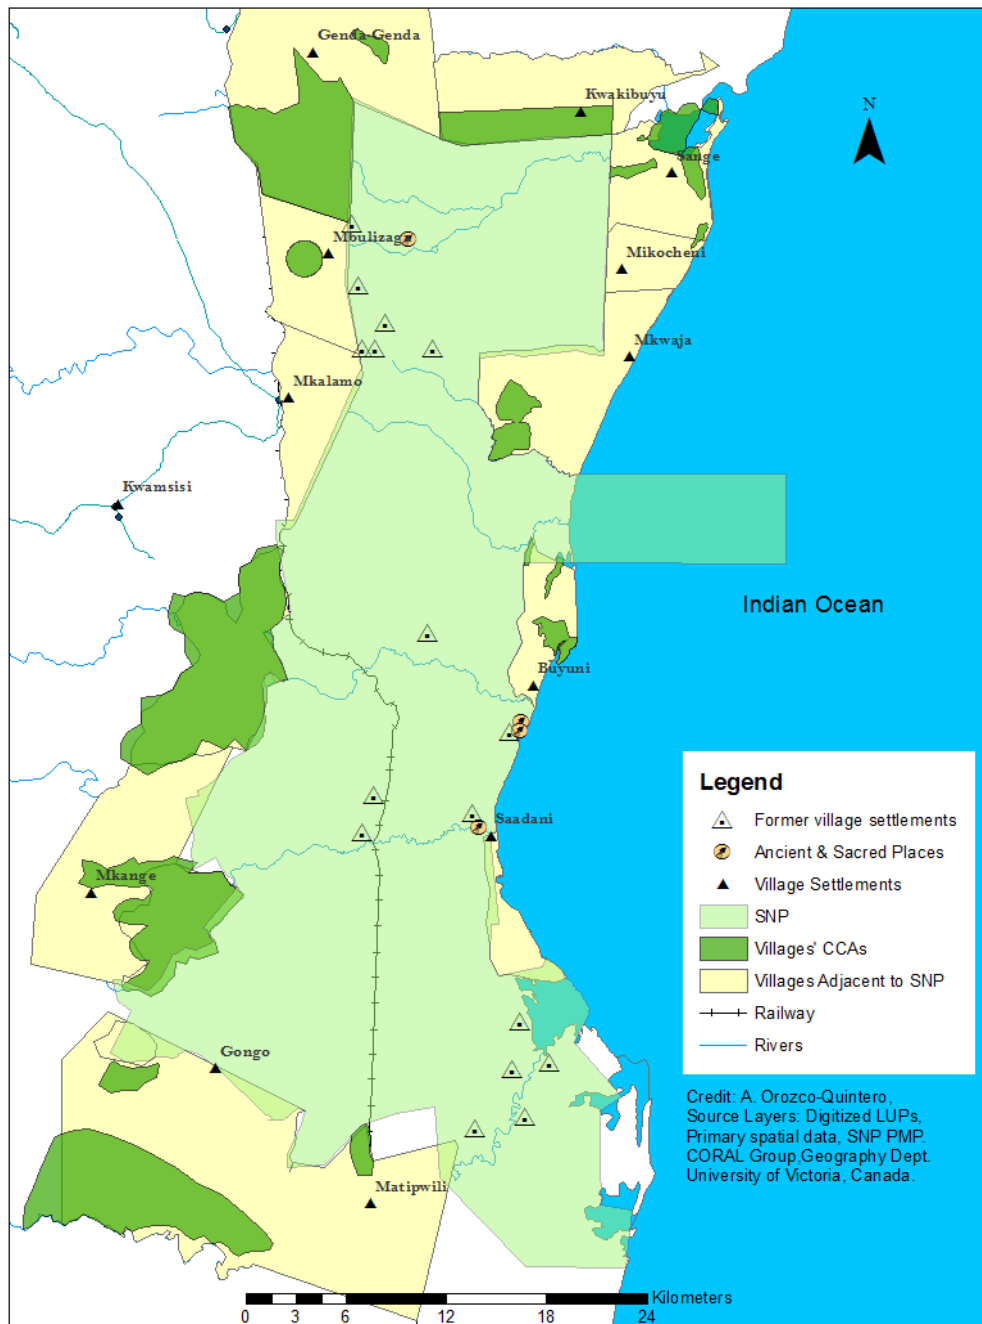 Genda-Genda
Kwakibuyu
N
Sange
Mbulizaga
Mikocheni
Mkwaja
Mkalamo
Kwamsisi
Indian Ocean
Buyuni
Saadani
Mkange
Gongo
Matipwili
Legend
Former village settlements
Ancient & Sacred Places
Village Settlements
SNP
Villages' CCAs
Villages Adjacent to SNP
Railway
Rivers
Credit: A. Orozco-Quintero,
Source Layers: Digitized LUPs,
Primary spatial data, SNP PMP.
CORAL Group,Geography Dept.
University of Victoria, Canada.
Kilometers
0 3 6 12 18 24